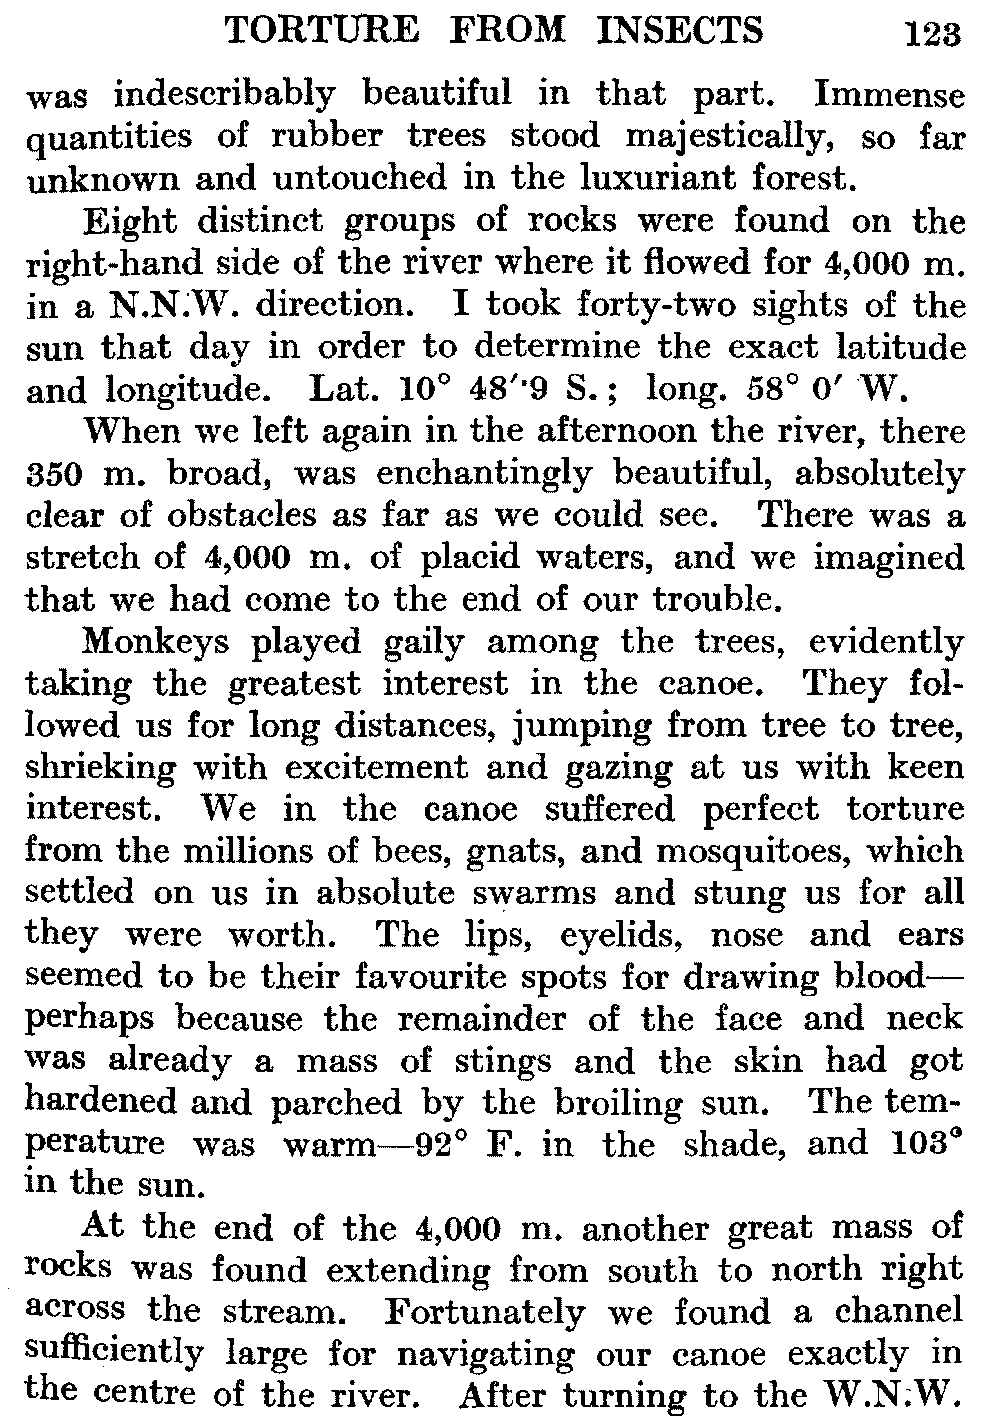 TORTURE FROM INSECTS 123
was indescribably beautiful in that part. Immense
quantities of rubber trees stood majestically, so far
unknown and untouched in the luxuriant forest.
Eight distinct groups of rocks were found on the
right-hand side of the river where it flowed for 4,000 m.
in a N.N.W. direction. I took forty-two sights of the
sun that day in order to determine the exact latitude
and longitude. Lat. 10° 48′·9 S.; long. 58° 0′ W.
When we left again in the afternoon the river, there
350 m. broad, was enchantingly beautiful, absolutely
clear of obstacles as far as we could see. There was a
stretch of 4,000 m. of placid waters, and we imagined
that we had come to the end of our trouble.
Monkeys played gaily among the trees, evidently
taking the greatest interest in the canoe. They fol-
lowed us for long distances, jumping from tree to tree,
shrieking with excitement and gazing at us with keen
interest. We in the canoe suffered perfect torture
from the millions of bees, gnats, and mosquitoes, which
settled on us in absolute swarms and stung us for all
they were worth. The lips, eyelids, nose and ears
seemed to be their favourite spots for drawing blood—
perhaps because the remainder of the face and neck
was already a mass of stings and the skin had got
hardened and parched by the broiling sun. The tem-
perature was warm—92° F. in the shade, and 103°
in the sun.
At the end of the 4,000 m. another great mass of
rocks was found extending from south to north right
across the stream. Fortunately we found a channel
sufficiently large for navigating our canoe exactly in
the centre of the river. After turning to the W.N.W.